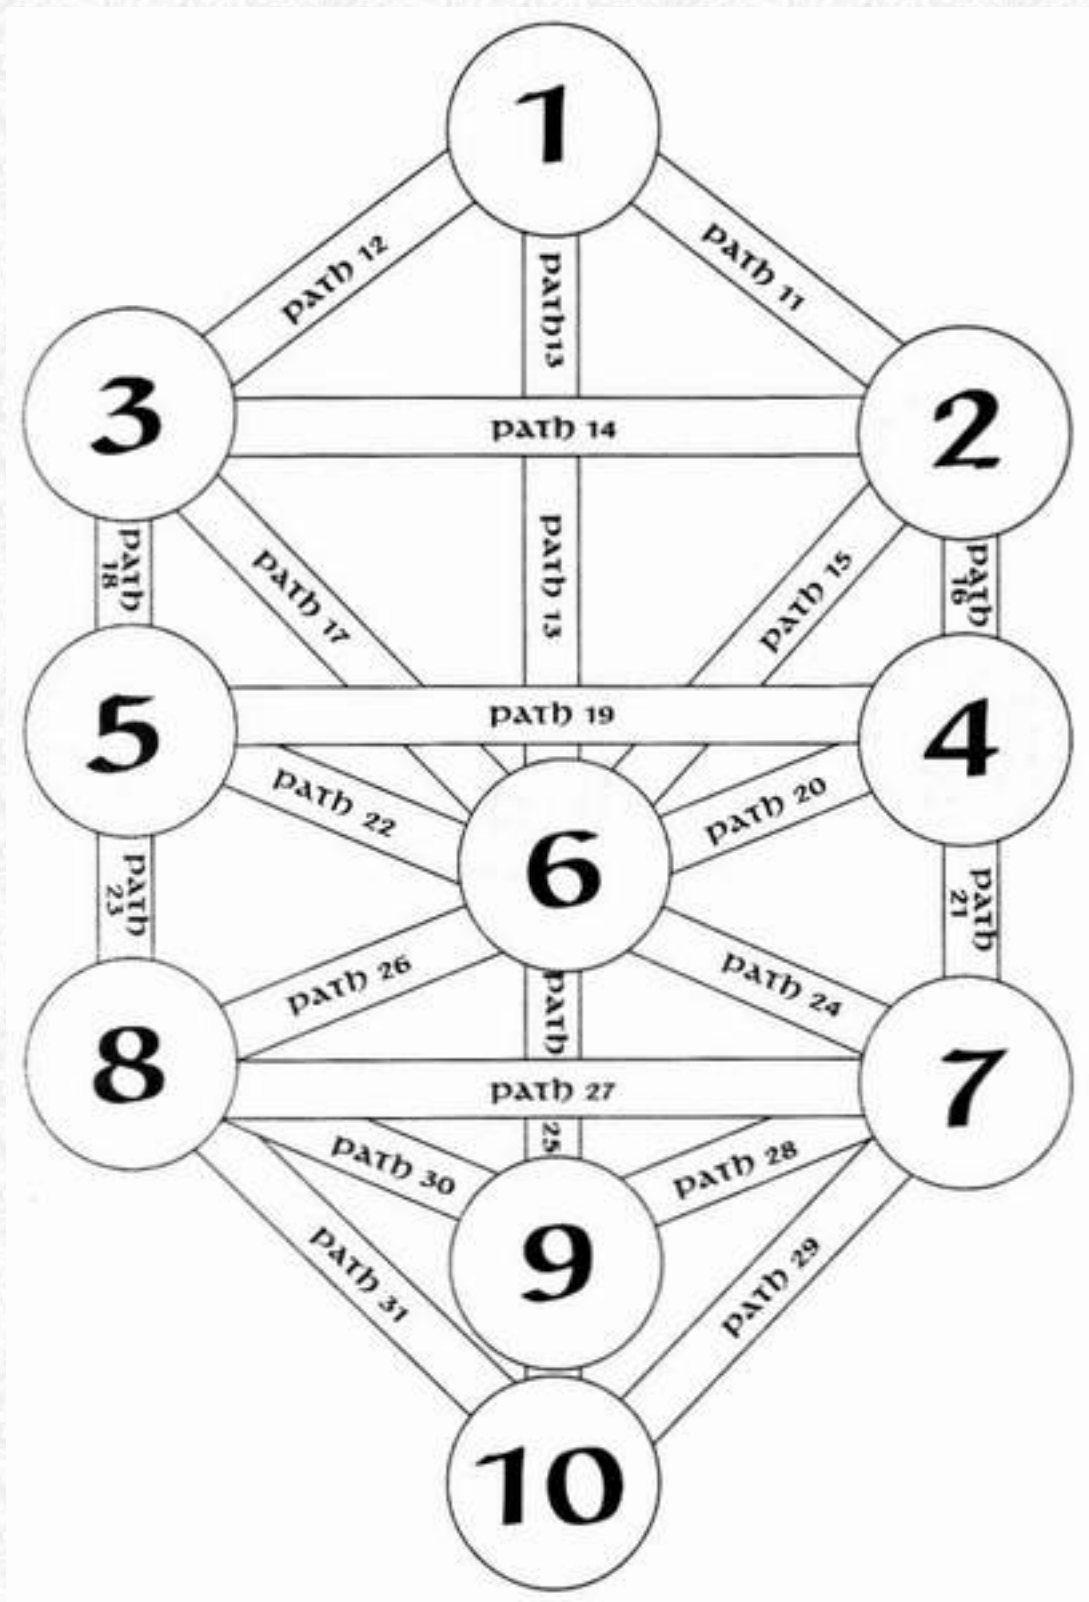 1
PATH 12
PATH 11
PATH13
3
2
PATH 14
PATH 18
PATH 17
PATH 13
PATH 15
PATH 16
5
4
PATH 19
PATH 22
PATH 20
6
PATH 23
PATH 21
PATH 26
PATH 24
PATH
8
7
PATH 27
25
PATH 30
PATH 28
9
PATH 31
PATH 29
10